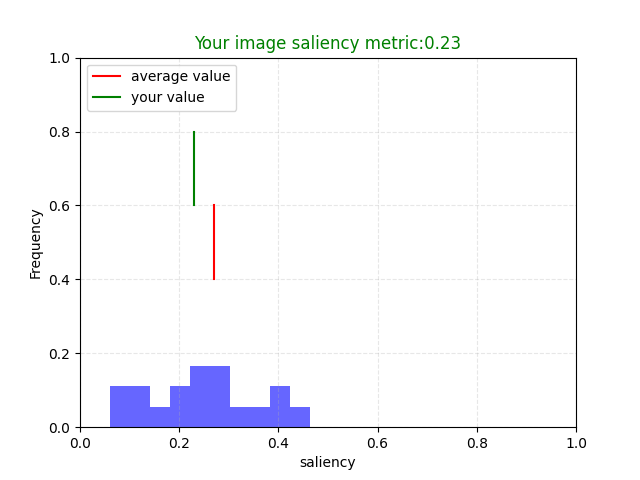 Your image saliency metric:0.23
1.0
0.8
0.6
0.4
0.2
0.0
Frequency
average value
your value
0.0 0.2 0.4 0.6 0.8 1.0
saliency